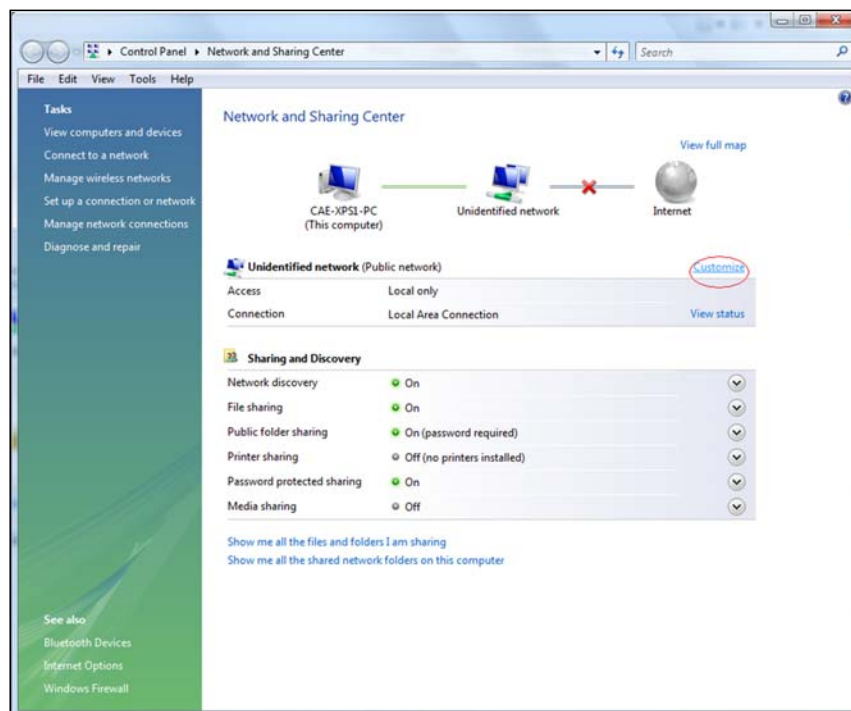 Control Panel ▸ Network and Sharing Center
Search
File Edit View Tools Help
Tasks
View computers and devices
Connect to a network
Manage wireless networks
Set up a connection or network
Manage network connections
Diagnose and repair
See also
Bluetooth Devices
Internet Options
Windows Firewall
Network and Sharing Center
View full map
CAE-XPS1-PC
(This computer)
Unidentified network
Internet
Unidentified network (Public network)
Customize
Access Local only
Connection Local Area Connection View status
Sharing and Discovery
Network discovery On
File sharing On
Public folder sharing On (password required)
Printer sharing Off (no printers installed)
Password protected sharing On
Media sharing Off
Show me all the files and folders I am sharing
Show me all the shared network folders on this computer